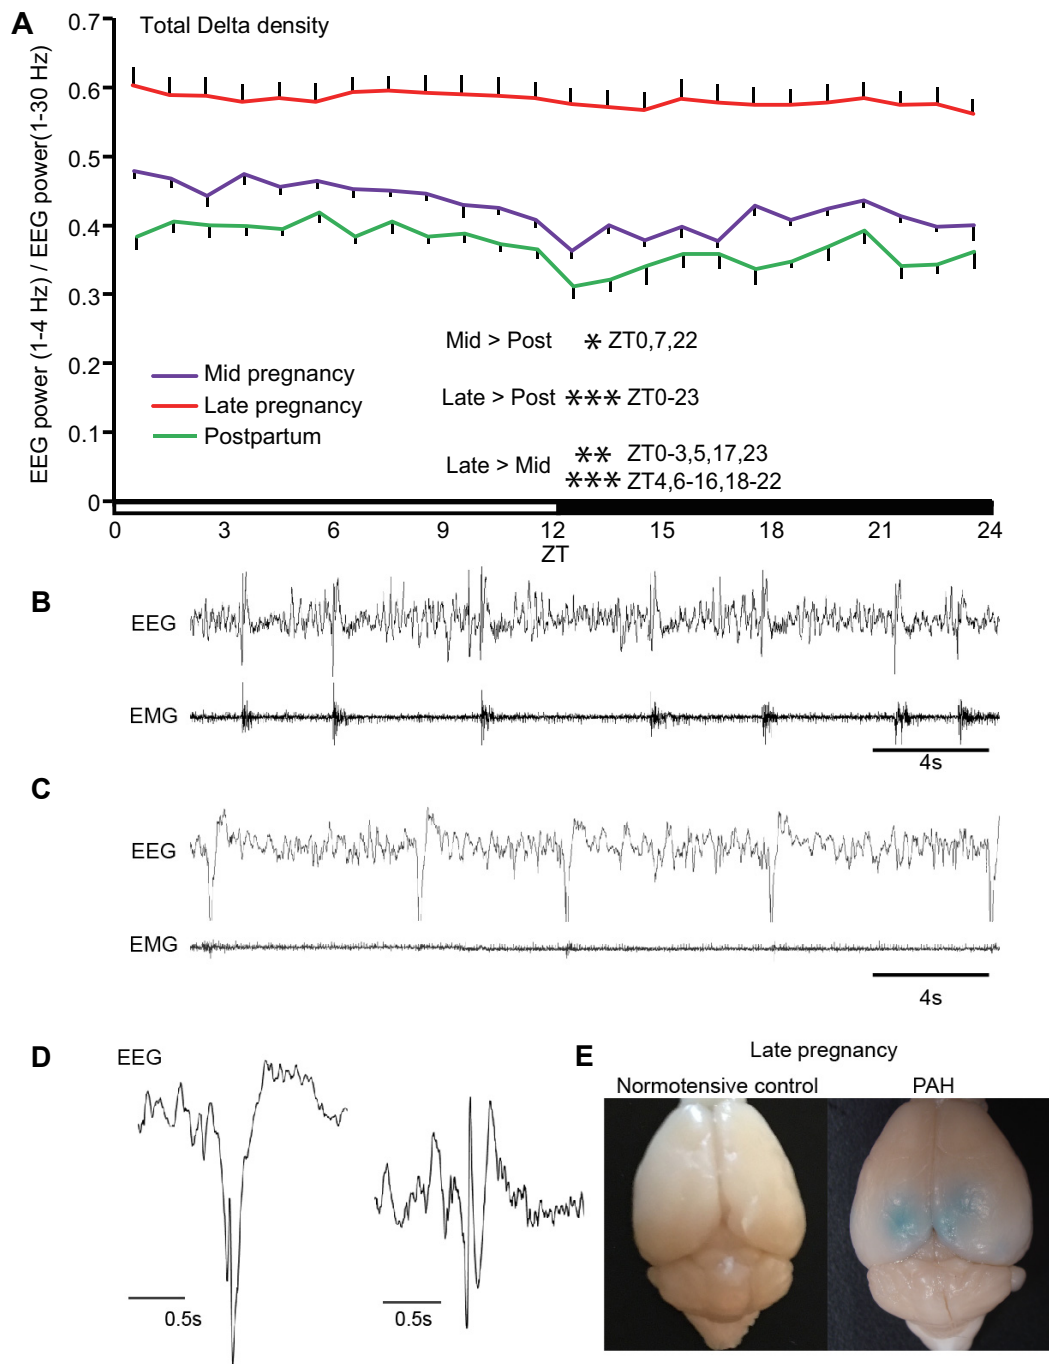 A
Total Delta density
EEG power (1-4 Hz) / EEG power(1-30 Hz)
0.7
0.6
0.5
0.4
0.3
0.2
0.1
0
Mid > Post * ZT0,7,22
Mid pregnancy
Late pregnancy
Postpartum
Late > Post *** ZT0-23
Late > Mid
** ZT0-3,5,17,23
*** ZT4,6-16,18-22
0 3 6 9 12 15 18 21 24
ZT
B
EEG
EMG
4s
C
EEG
EMG
4s
D
EEG
0.5s
0.5s
E
Late pregnancy
Normotensive control
PAH